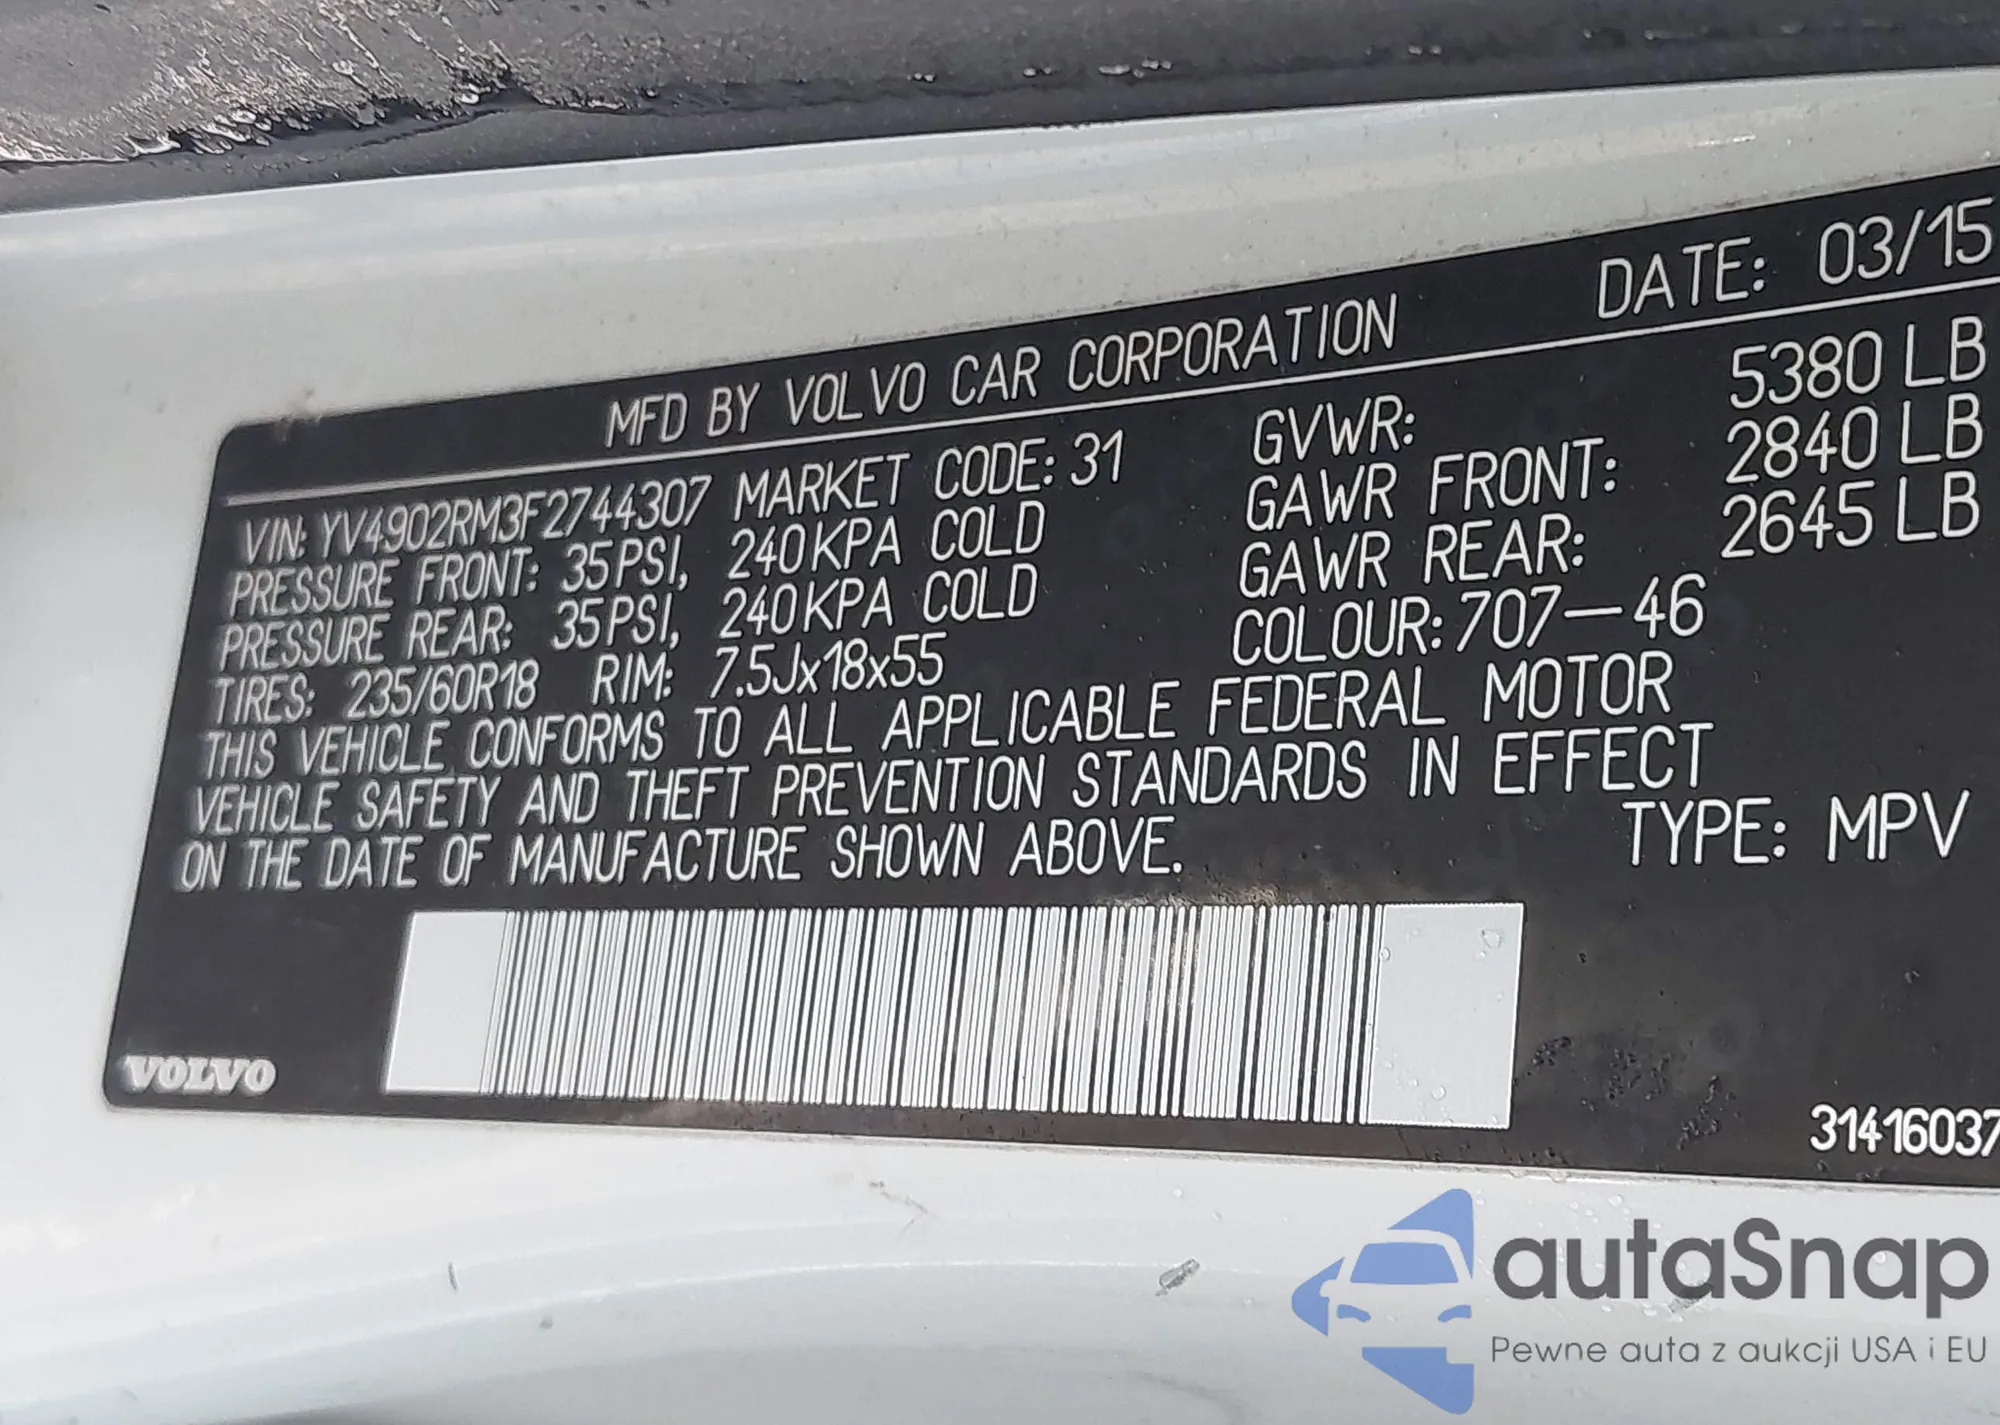 MFD BY VOLVO CAR CORPORATION DATE: 03/15
VIN: YV4902RM3F2744307 MARKET CODE: 31 GVWR: 5380 LB
PRESSURE FRONT: 35PSI, 240KPA COLD GAWR FRONT: 2840 LB
PRESSURE REAR: 35PSI, 240KPA COLD GAWR REAR: 2645 LB
TIRES: 235/60R18 RIM: 7.5Jx18x55 COLOUR: 707-46
THIS VEHICLE CONFORMS TO ALL APPLICABLE FEDERAL MOTOR
VEHICLE SAFETY AND THEFT PREVENTION STANDARDS IN EFFECT
ON THE DATE OF MANUFACTURE SHOWN ABOVE. TYPE: MPV
VOLVO
31416037
autaSnap
Pewne auta z aukcji USA i EU